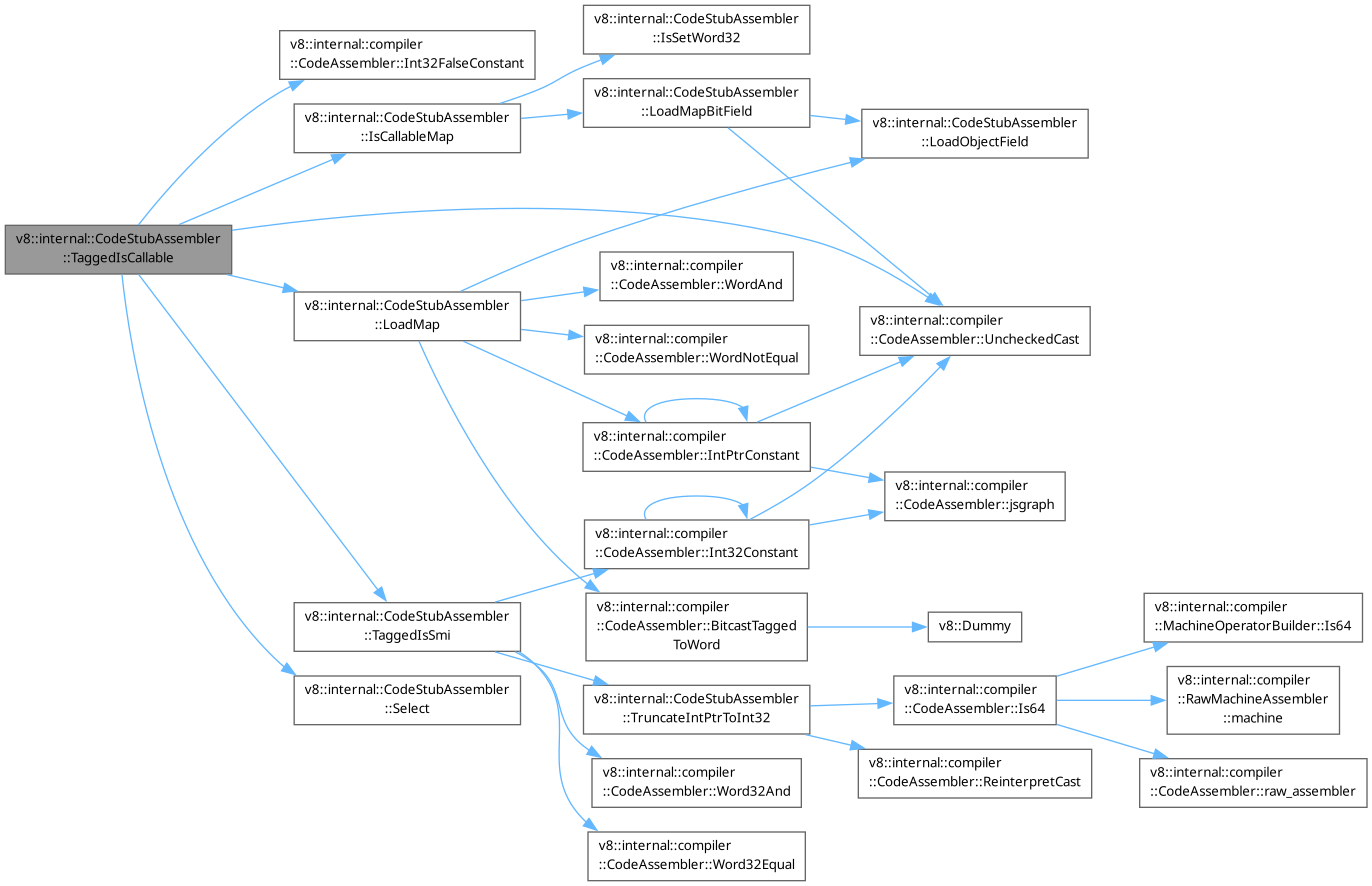 v8::internal::CodeStubAssembler
::TaggedIsCallable
v8::internal::compiler
::CodeAssembler::Int32FalseConstant
v8::internal::CodeStubAssembler
::IsCallableMap
v8::internal::CodeStubAssembler
::LoadMap
v8::internal::CodeStubAssembler
::TaggedIsSmi
v8::internal::CodeStubAssembler
::Select
v8::internal::CodeStubAssembler
::IsSetWord32
v8::internal::CodeStubAssembler
::LoadMapBitField
v8::internal::compiler
::CodeAssembler::WordAnd
v8::internal::compiler
::CodeAssembler::WordNotEqual
v8::internal::compiler
::CodeAssembler::IntPtrConstant
v8::internal::compiler
::CodeAssembler::Int32Constant
v8::internal::compiler
::CodeAssembler::BitcastTagged
ToWord
v8::internal::CodeStubAssembler
::TruncateIntPtrToInt32
v8::internal::compiler
::CodeAssembler::Word32And
v8::internal::compiler
::CodeAssembler::Word32Equal
v8::internal::CodeStubAssembler
::LoadObjectField
v8::internal::compiler
::CodeAssembler::UncheckedCast
v8::internal::compiler
::CodeAssembler::jsgraph
v8::Dummy
v8::internal::compiler
::CodeAssembler::Is64
v8::internal::compiler
::CodeAssembler::ReinterpretCast
v8::internal::compiler
::MachineOperatorBuilder::Is64
v8::internal::compiler
::RawMachineAssembler
::machine
v8::internal::compiler
::CodeAssembler::raw_assembler